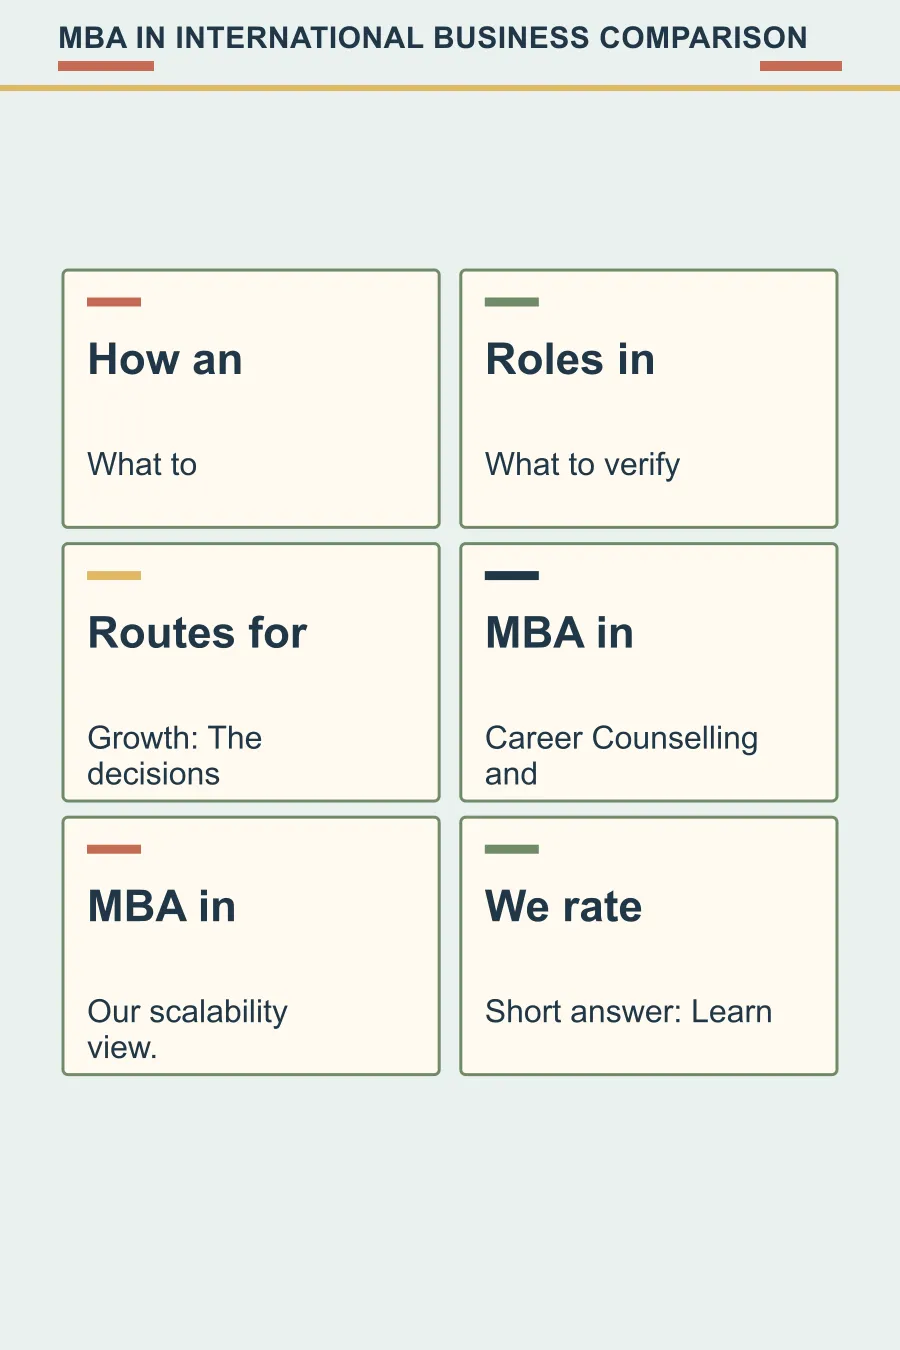 MBA IN INTERNATIONAL BUSINESS COMPARISON
How an
What to
Roles in
What to verify
Routes for
Growth: The
decisions
MBA in
Career Counselling
and
MBA in
Our scalability
view.
We rate
Short answer: Learn